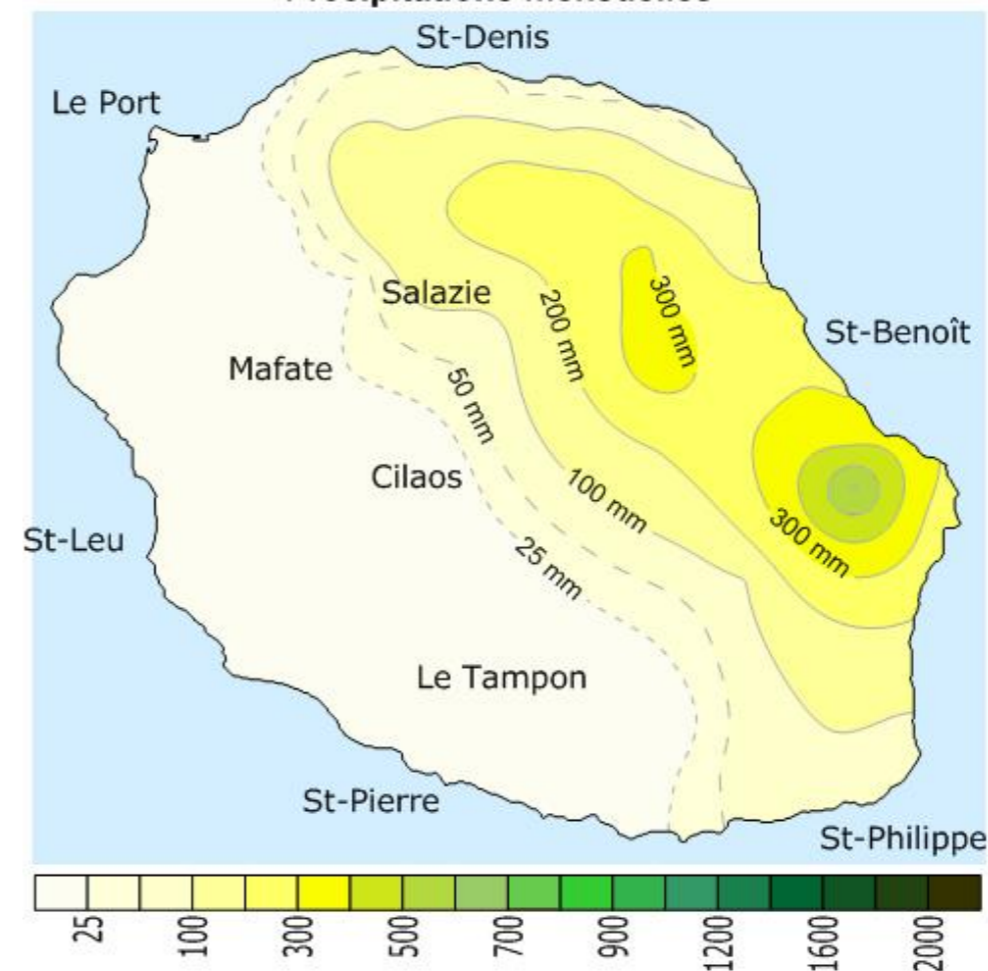 Précipitations mensuelles
St-Denis
Le Port
Salazie
300 mm
200 mm
St-Benoît
Mafate
50 mm
Cilaos
100 mm
300 mm
St-Leu
25 mm
Le Tampon
St-Pierre
St-Philippe
25
100
300
500
700
900
1200
1600
2000